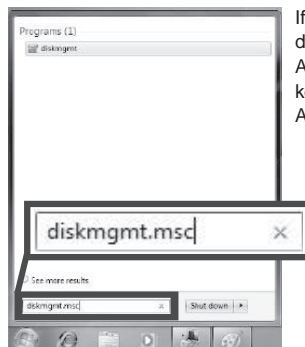 Programs (1)
diskmgmt
diskmgmt.msc
See more results
diskmgmt.msc
Shut down
If
d
A
k
A